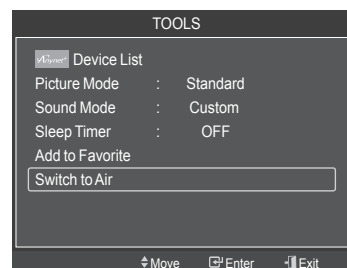 TOOLS
Anynet+ Device List
Picture Mode : Standard
Sound Mode : Custom
Sleep Timer : OFF
Add to Favorite
Switch to Air
Move Enter Exit